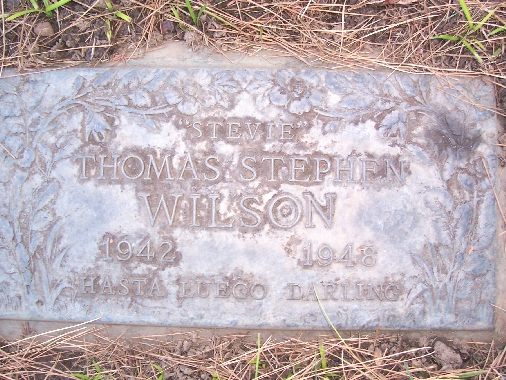 "STEVIE"
THOMAS STEPHEN
WILSON
1942 1948
HASTA LUEGO DARLING